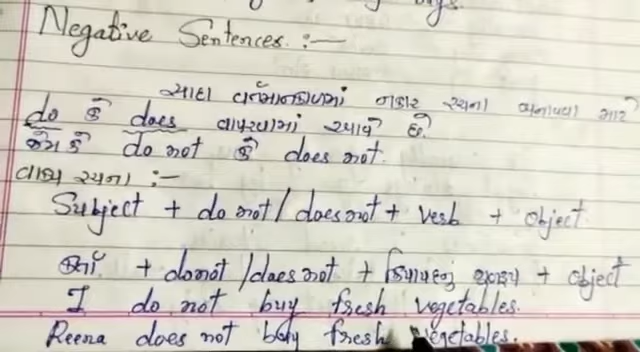 Negative Sentences :—
સાદા વર્તમાનકાળમાં નકાર રચના બનાવવા માટે
do કે does વાપરવામાં આવે છે.
જેમ કે do not કે does not.
વાક્ય રચના :—
Subject + do not / does not + verb + object
કર્તા + do not / does not + ક્રિયાપદનું મૂળરૂપ + object
I do not buy fresh vegetables.
Reena does not buy fresh vegetables.